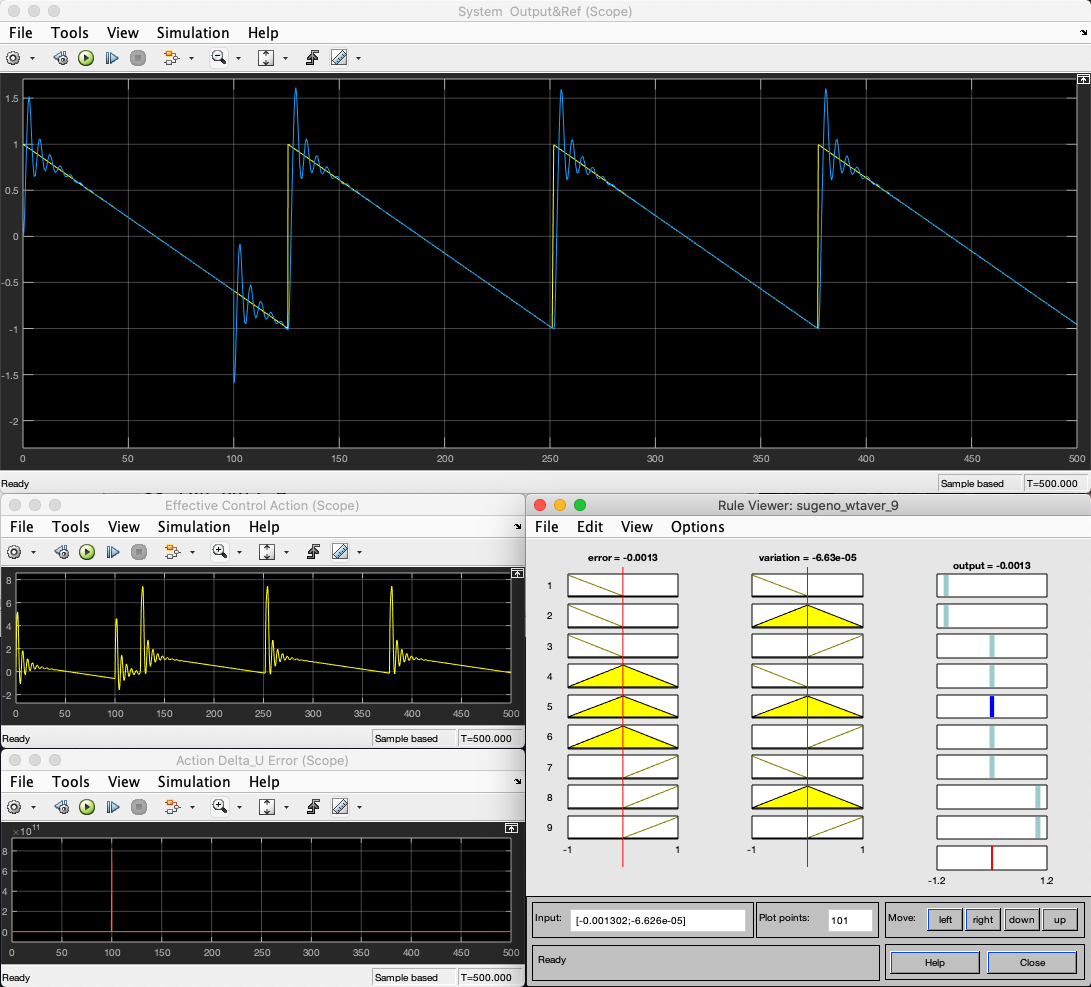 System Output&Ref (Scope)
File Tools View Simulation Help
1.5
1
0.5
0
-0.5
-1
-1.5
-2
0 50 100 150 200 250 300 350 400 450 500
Ready Sample based T=500.000
Effective Control Action (Scope)
File Tools View Simulation Help
8
6
4
2
0
-2
0 50 100 150 200 250 300 350 400 450 500
Ready Sample based T=500.000
Action Delta_U Error (Scope)
File Tools View Simulation Help
×10^11
8
6
4
2
0
0 50 100 150 200 250 300 350 400 450 500
Ready Sample based T=500.000
Rule Viewer: sugeno_wtaver_9
File Edit View Options
error = -0.0013 variation = -6.63e-05 output = -0.0013
1
2
3
4
5
6
7
8
9
-1 1 -1 1
-1.2 1.2
Input: [-0.001302;-6.626e-05] Plot points: 101 Move: left right down up
Ready Help Close